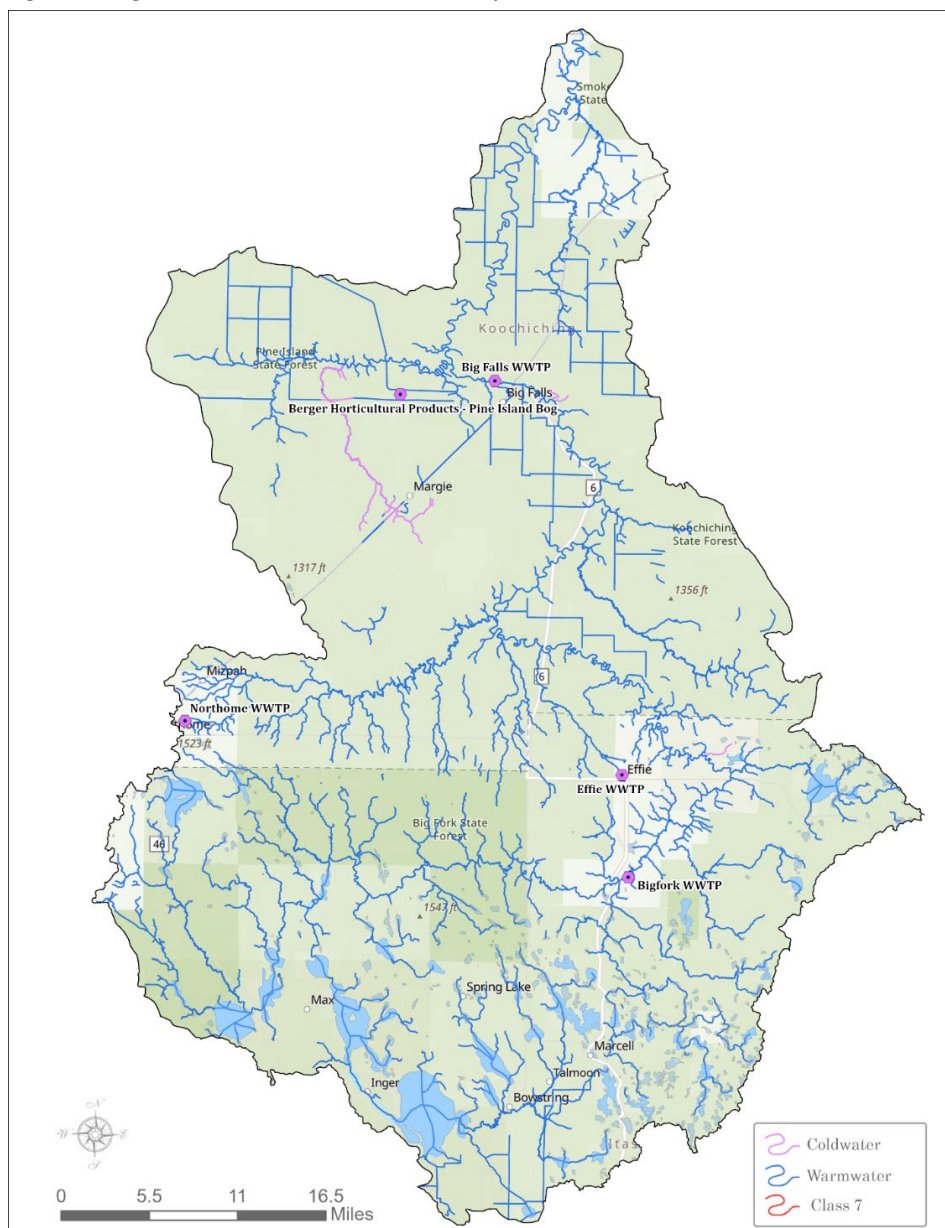 Smoke
State
Koochiching
Pine Island
State Forest
Big Falls WWTP
Big Falls
Berger Horticultural Products - Pine Island Bog
Margie
6
Koochiching
State Forest
1317 ft
1356 ft
Mizpah
6
Northome WWTP
ome
1523 ft
Effie
Effie WWTP
Big Fork State
Forest
46
Bigfork WWTP
1547 ft
Spring Lake
Max
Marcell
Talmoon
Inger
Bowstring
Itas
N
W E
S
Coldwater
Warmwater
Class 7
0 5.5 11 16.5
Miles